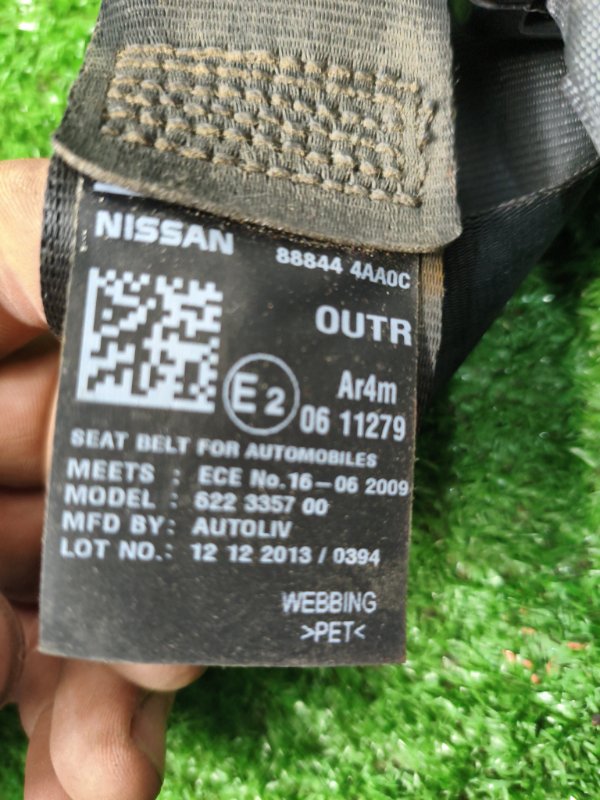 NISSAN
88844 4AA0C
OUTR
E2
Ar4m
06 11279
SEAT BELT FOR AUTOMOBILES
MEETS : ECE No.16-06 2009
MODEL : 622 3357 00
MFD BY: AUTOLIV
LOT NO.: 12 12 2013 / 0394
WEBBING
>PET<